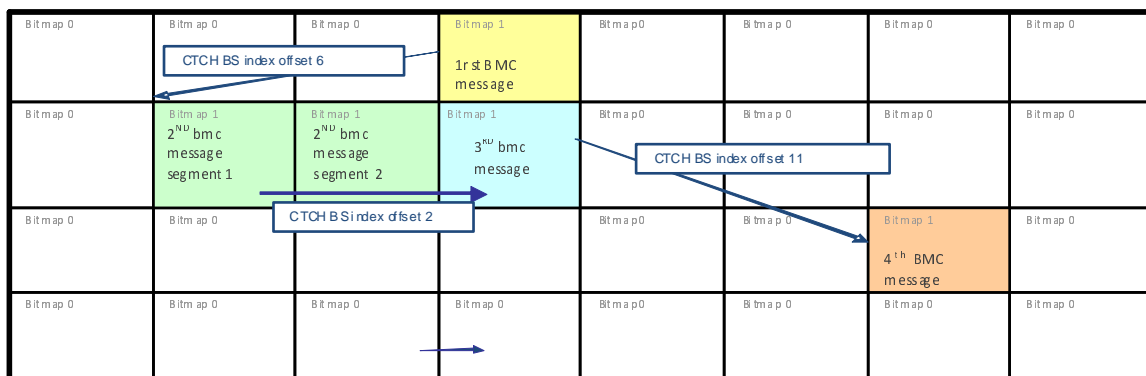 Bitmap 0 Bitmap 0 Bitmap 0 Bitmap 1 Bitmap 0 Bitmap 0 Bitmap 0 Bitmap 0
CTCH BS index offset 6
1rst BMC
message
Bitmap 0 Bitmap 1 Bitmap 1 Bitmap 1 Bitmap 0 Bitmap 0 Bitmap 0 Bitmap 0
2ND bmc
message
segment 1
2ND bmc
message
segment 2
3RD bmc
message
CTCH BS index offset 11
CTCH BS index offset 2
Bitmap 0 Bitmap 0 Bitmap 0 Bitmap 0 Bitmap 0 Bitmap 0 Bitmap 1 Bitmap 0
4th BMC
message
Bitmap 0 Bitmap 0 Bitmap 0 Bitmap 0 Bitmap 0 Bitmap 0 Bitmap 0 Bitmap 0